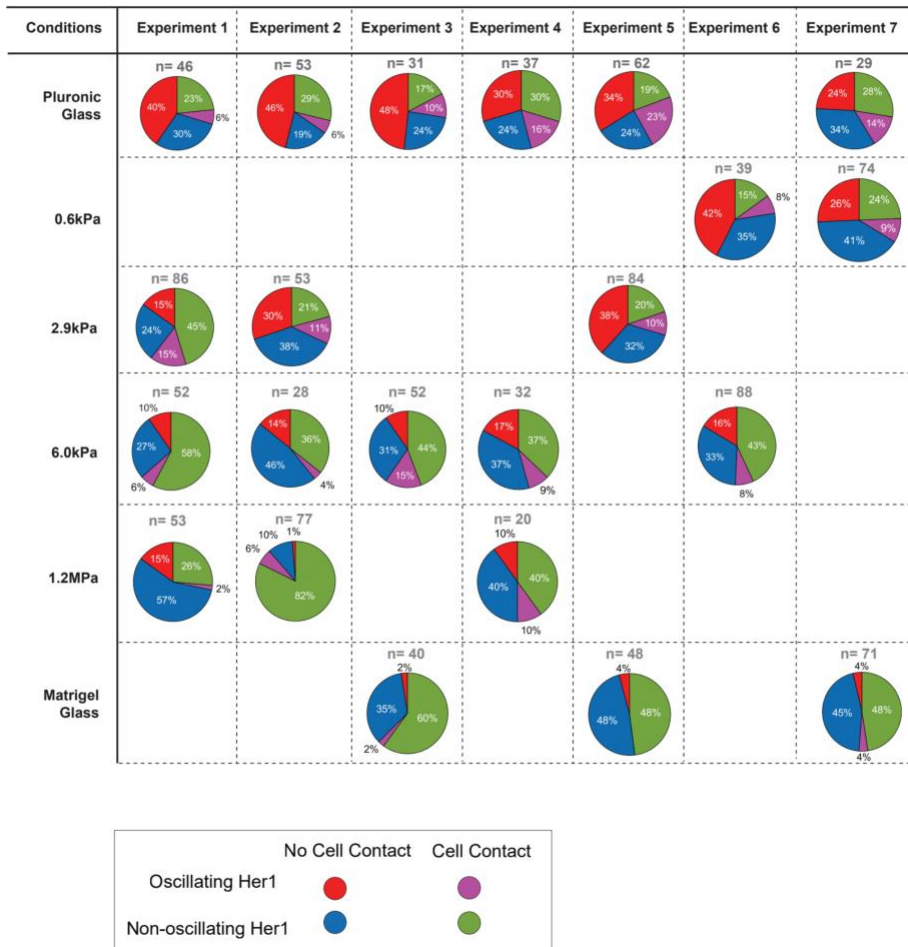 Conditions Experiment 1 Experiment 2 Experiment 3 Experiment 4 Experiment 5 Experiment 6 Experiment 7
n= 46 n= 53 n= 31 n= 37 n= 62 n= 29
Pluronic Glass
40% 23% 6% 30%
46% 29% 6% 19%
48% 17% 10% 24%
30% 30% 16% 24%
34% 19% 23% 24%
24% 28% 14% 34%
n= 39 n= 74
0.6kPa
42% 15% 8% 35%
26% 24% 9% 41%
n= 86 n= 53 n= 84
2.9kPa
15% 45% 15% 24%
30% 21% 11% 38%
38% 20% 10% 32%
n= 52 n= 28 n= 52 n= 32 n= 88
6.0kPa
10% 58% 6% 27%
14% 36% 4% 46%
10% 44% 15% 31%
17% 37% 9% 37%
16% 43% 8% 33%
n= 53 n= 77 n= 20
1.2MPa
15% 26% 2% 57%
1% 82% 6% 10%
10% 40% 10% 40%
n= 40 n= 48 n= 71
Matrigel Glass
2% 60% 2% 35%
4% 48% 48%
4% 48% 4% 45%
No Cell Contact Cell Contact
Oscillating Her1
Non-oscillating Her1